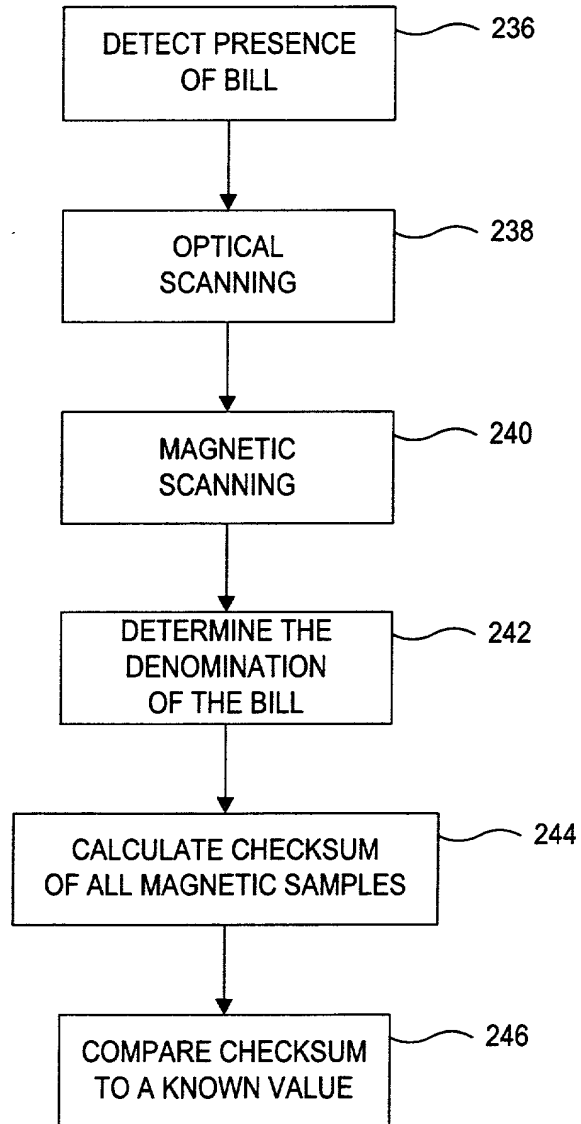 DETECT PRESENCE
OF BILL
236
OPTICAL
SCANNING
238
MAGNETIC
SCANNING
240
DETERMINE THE
DENOMINATION
OF THE BILL
242
CALCULATE CHECKSUM
OF ALL MAGNETIC SAMPLES
244
COMPARE CHECKSUM
TO A KNOWN VALUE
246